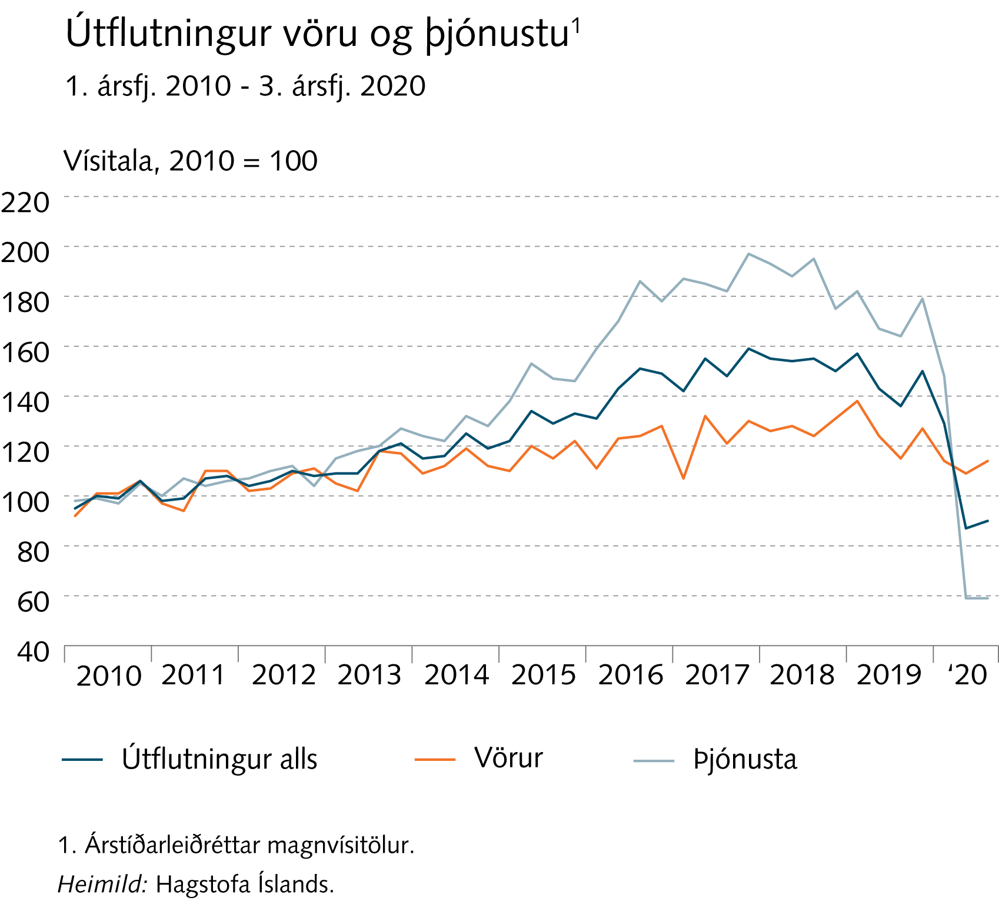 Útflutningur vöru og þjónustu¹
1. ársfj. 2010 - 3. ársfj. 2020
Vísitala, 2010 = 100
220
200
180
160
140
120
100
80
60
40
2010 2011 2012 2013 2014 2015 2016 2017 2018 2019 ‘20
Útflutningur alls Vörur Þjónusta
1. Árstíðarleiðréttar magnvísitölur.
Heimild: Hagstofa Íslands.